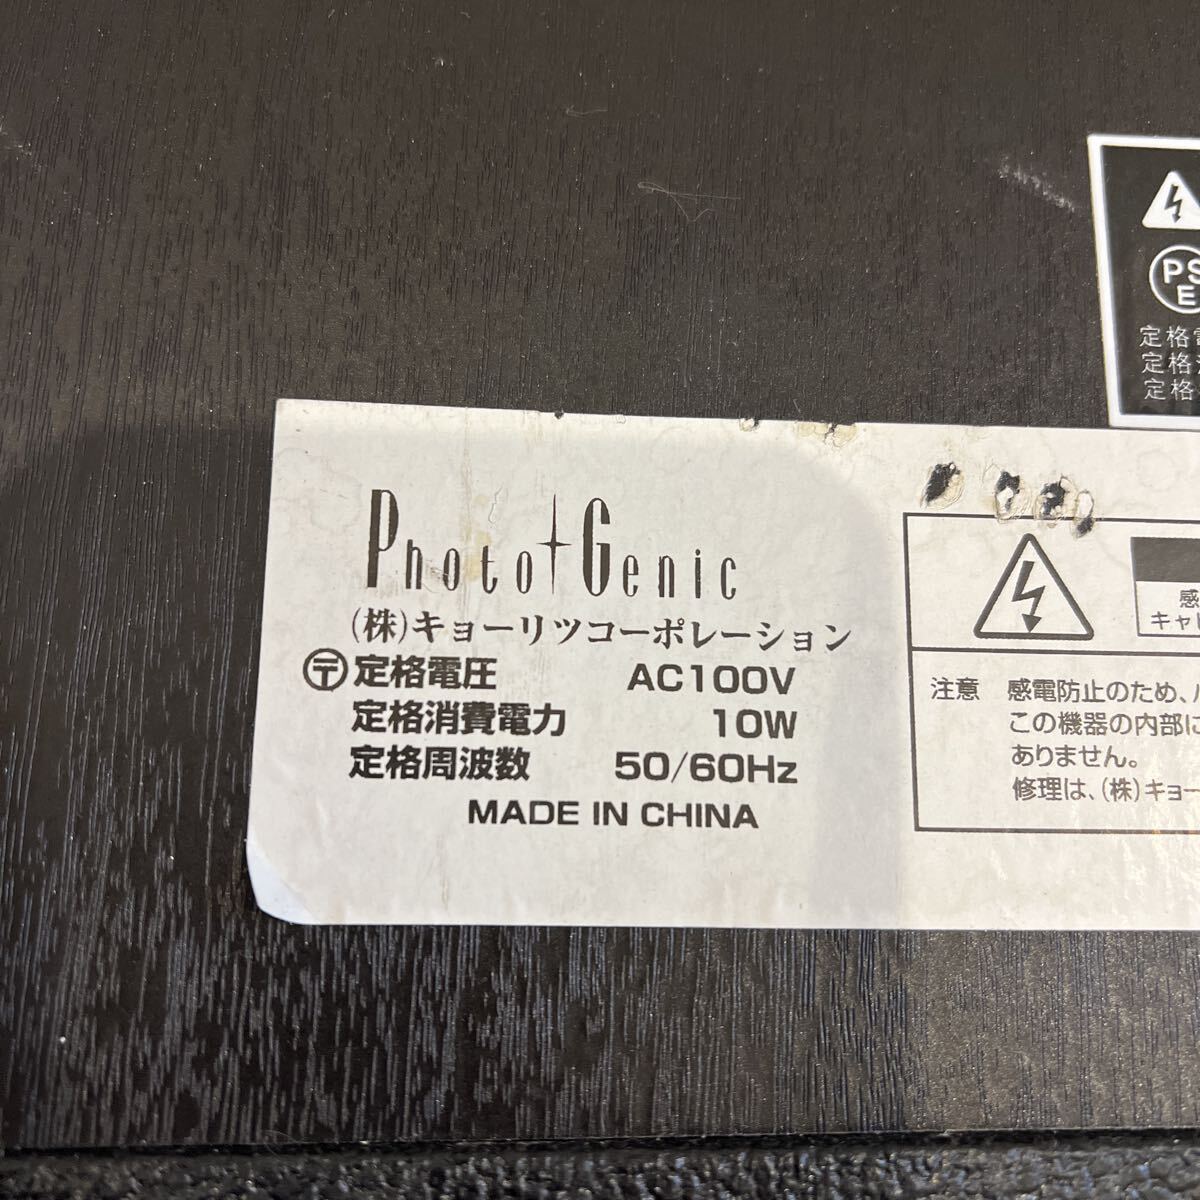 PS
E
定格
定格
定格
Photo Genic
(株)キョーリツコーポレーション
〒 定格電圧 AC100V
定格消費電力 10W
定格周波数 50/60Hz
MADE IN CHINA
感
注意 感電防止のため、
この機器の内部に
ありません。
修理は、(株)キョー